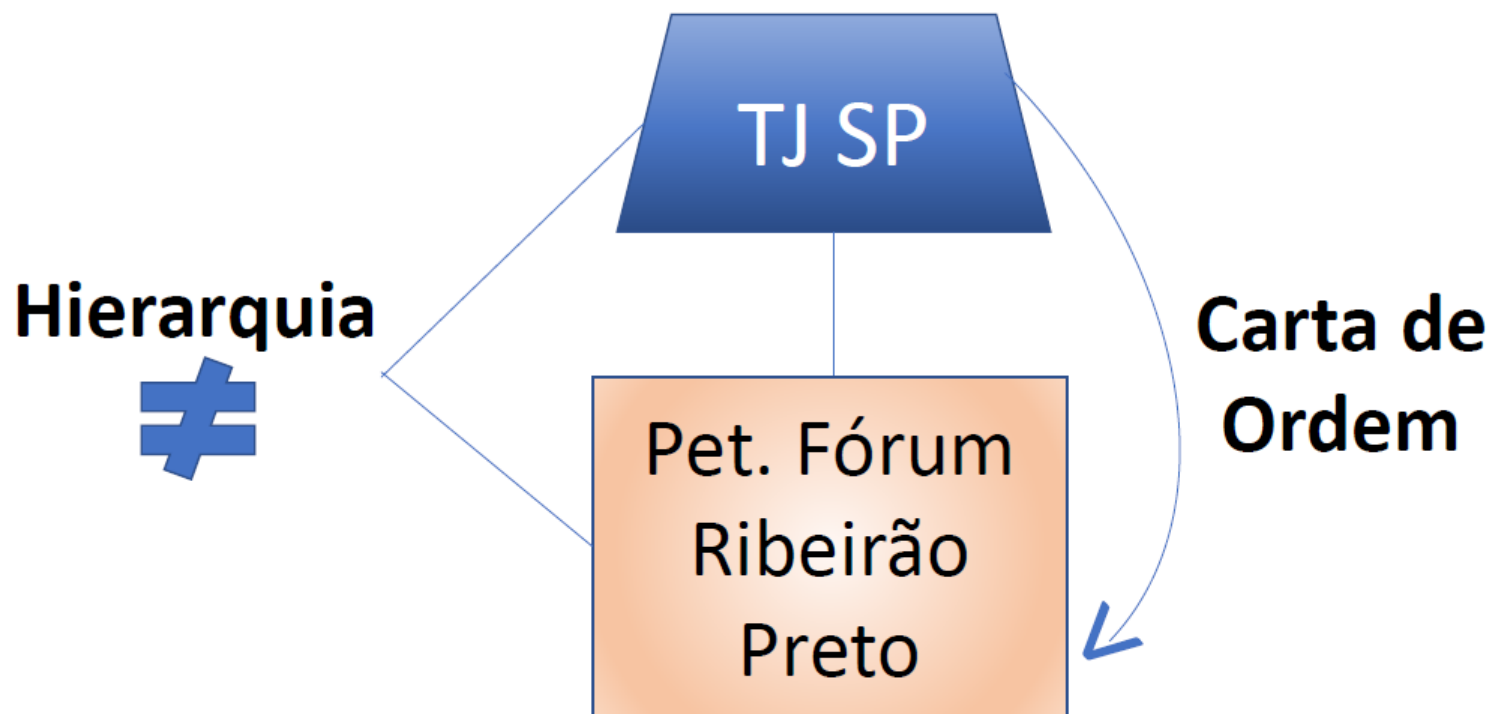 TJ SP
Hierarquia
≠
Carta de
Ordem
Pet. Fórum
Ribeirão
Preto